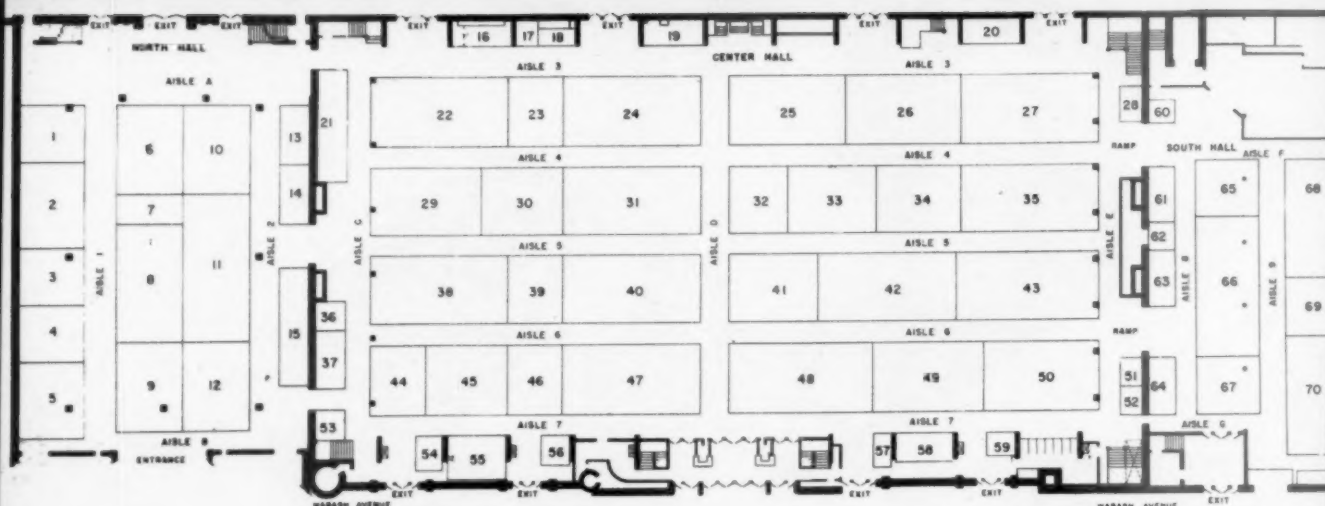 EXIT EXIT EXIT EXIT EXIT EXIT EXIT
16 17 18 19 20
NORTH HALL CENTER HALL
AISLE A AISLE 3 AISLE 3
21 22 23 24 25 26 27 28 60
1 6 10 13
AISLE 4 AISLE 4 RAMP SOUTH HALL AISLE F
2 7 14 29 30 31 32 33 34 35 61 65 68
AISLE 1 8 11 AISLE 2 AISLE C AISLE 5 AISLE D AISLE 5 AISLE E 62
3 15 36 38 39 40 41 42 43 63 AISLE 8 66 AISLE 9 69
4 AISLE 6 AISLE 6 RAMP
5 9 12 37 44 45 46 47 48 49 50 51 52 64 67 70
AISLE B 53 AISLE 7 AISLE 7 AISLE G
ENTRANCE 54 55 56 57 58 59
EXIT EXIT EXIT EXIT EXIT
WABASH AVENUE WABASH AVENUE